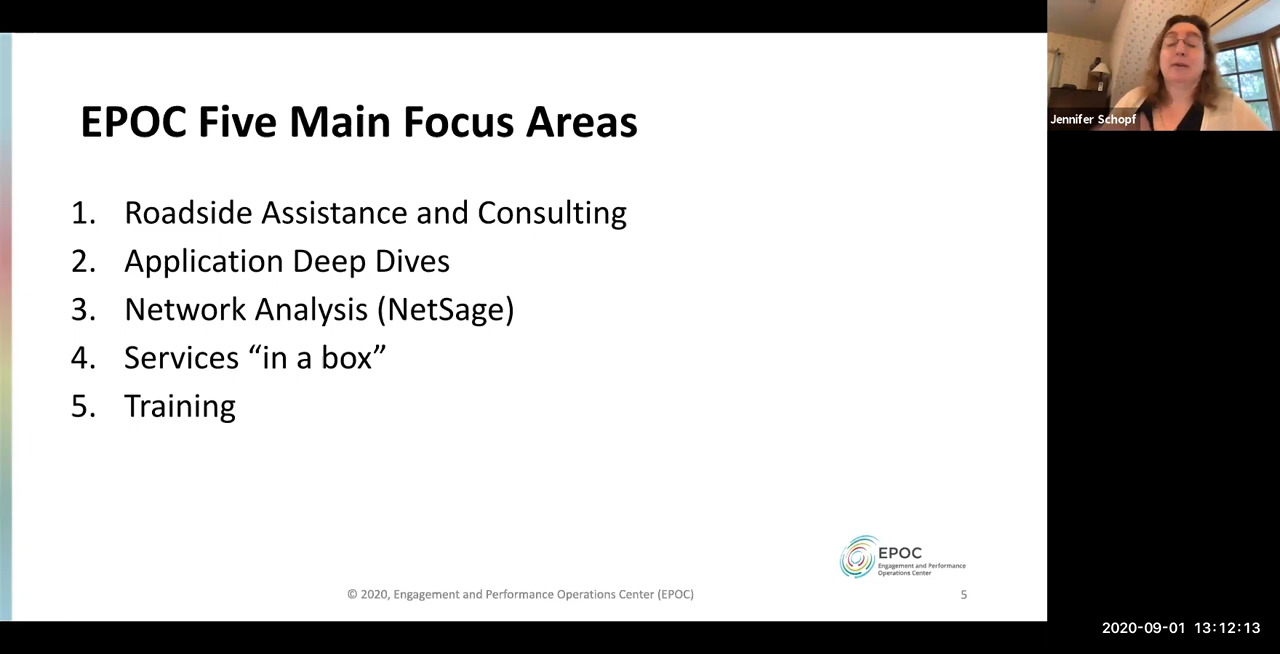 EPOC Five Main Focus Areas
1. Roadside Assistance and Consulting
2. Application Deep Dives
3. Network Analysis (NetSage)
4. Services “in a box”
5. Training
EPOC
Engagement and Performance
Operations Center
© 2020, Engagement and Performance Operations Center (EPOC)
5
Jennifer Schopf
2020-09-01 13:12:13